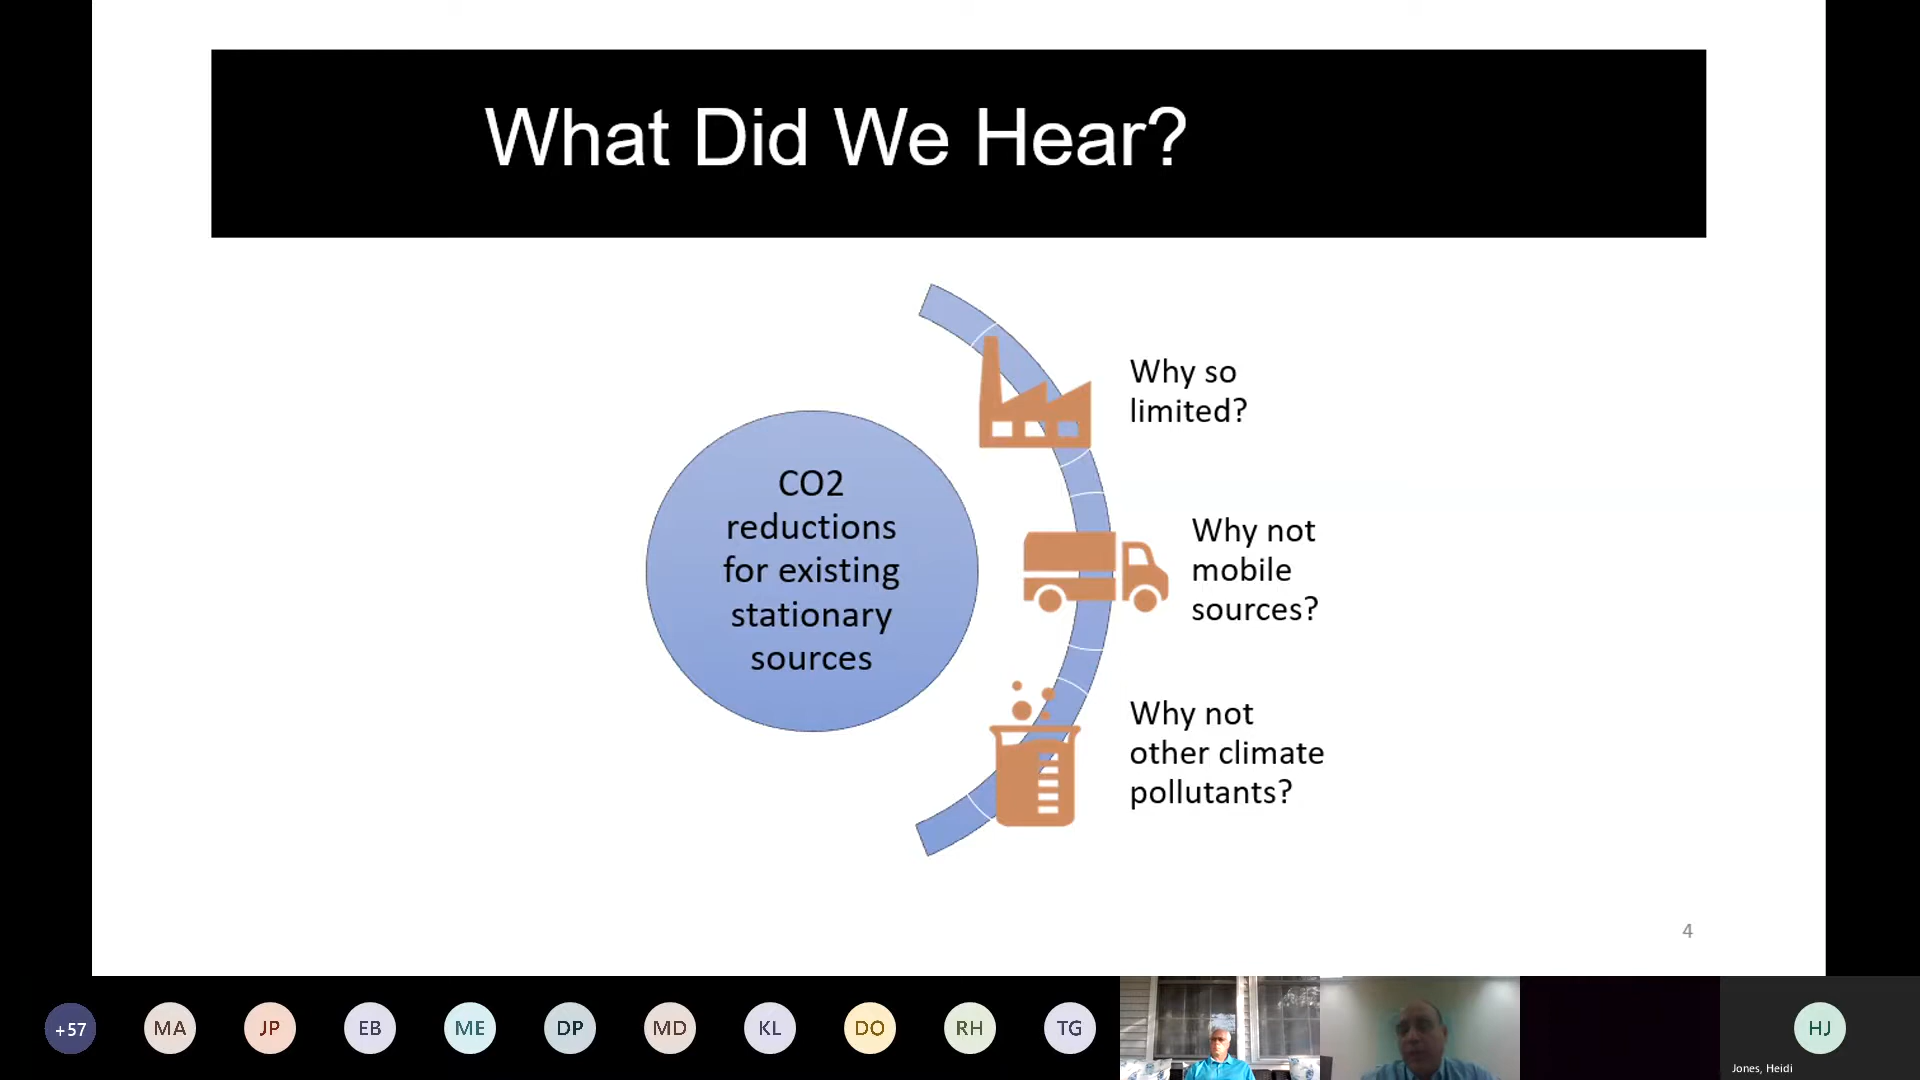 What Did We Hear?
CO2
reductions
for existing
stationary
sources
Why so
limited?
Why not
mobile
sources?
Why not
other climate
pollutants?
4
+57
MA
JP
EB
ME
DP
MD
KL
DO
RH
TG
HJ
Jones, Heidi